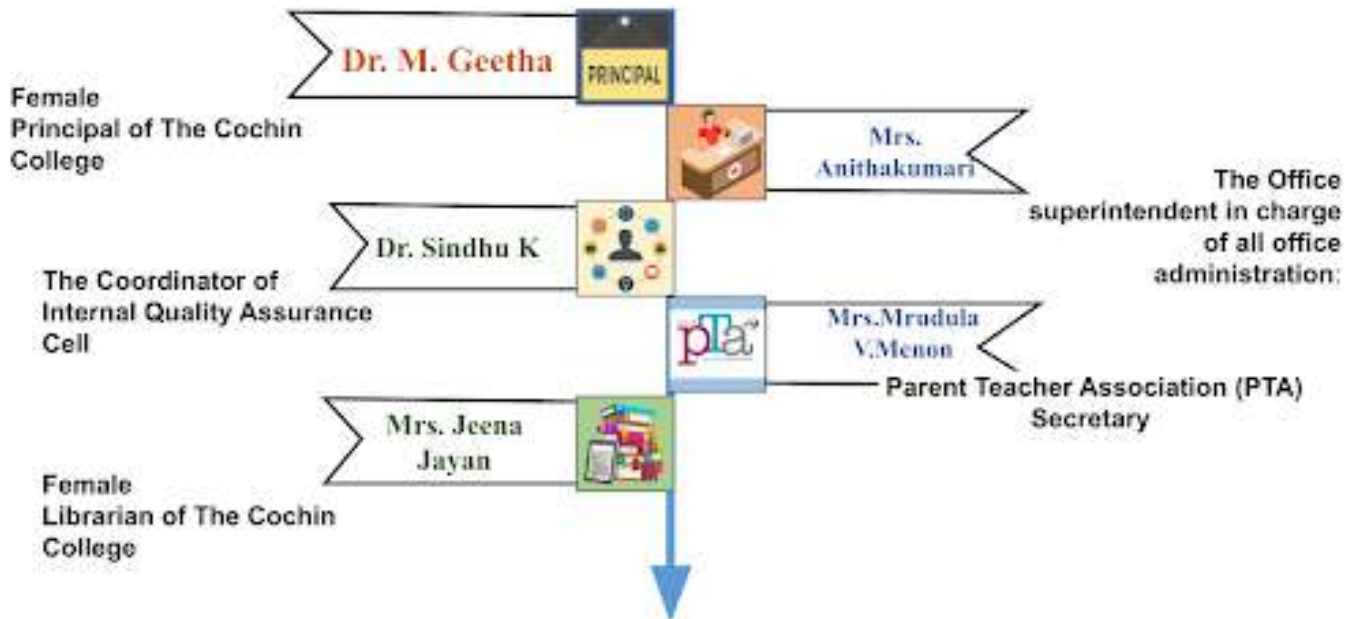 Dr. M. Geetha
PRINCIPAL
Female
Principal of The Cochin
College
Mrs.
Anithakumari
The Office
superintendent in charge
of all office
administration:
Dr. Sindhu K
The Coordinator of
Internal Quality Assurance
Cell
pTa
Mrs.Mrudula
V.Menon
Parent Teacher Association (PTA)
Secretary
Mrs. Jeena
Jayan
Female
Librarian of The Cochin
College